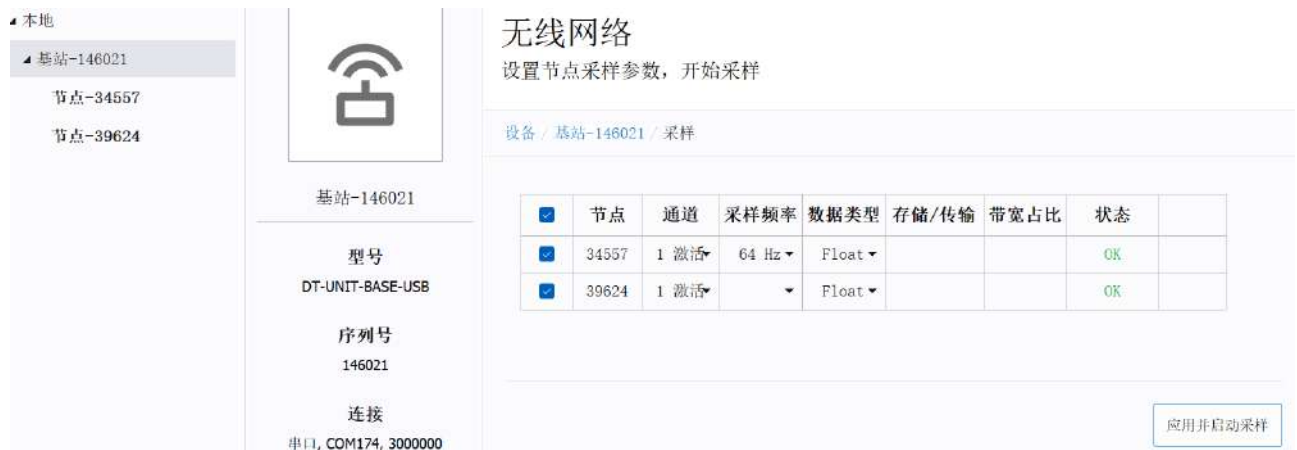 本地
基站-146021
节点-34557
节点-39624
基站-146021
型号
DT-UNIT-BASE-USB
序列号
146021
连接
串口, COM174, 3000000
无线网络
设置节点采样参数，开始采样
设备 / 基站-146021 / 采样
节点 通道 采样频率 数据类型 存储/传输 带宽占比 状态
34557 1 激活 64 Hz Float OK
39624 1 激活 Float OK
应用并启动采样